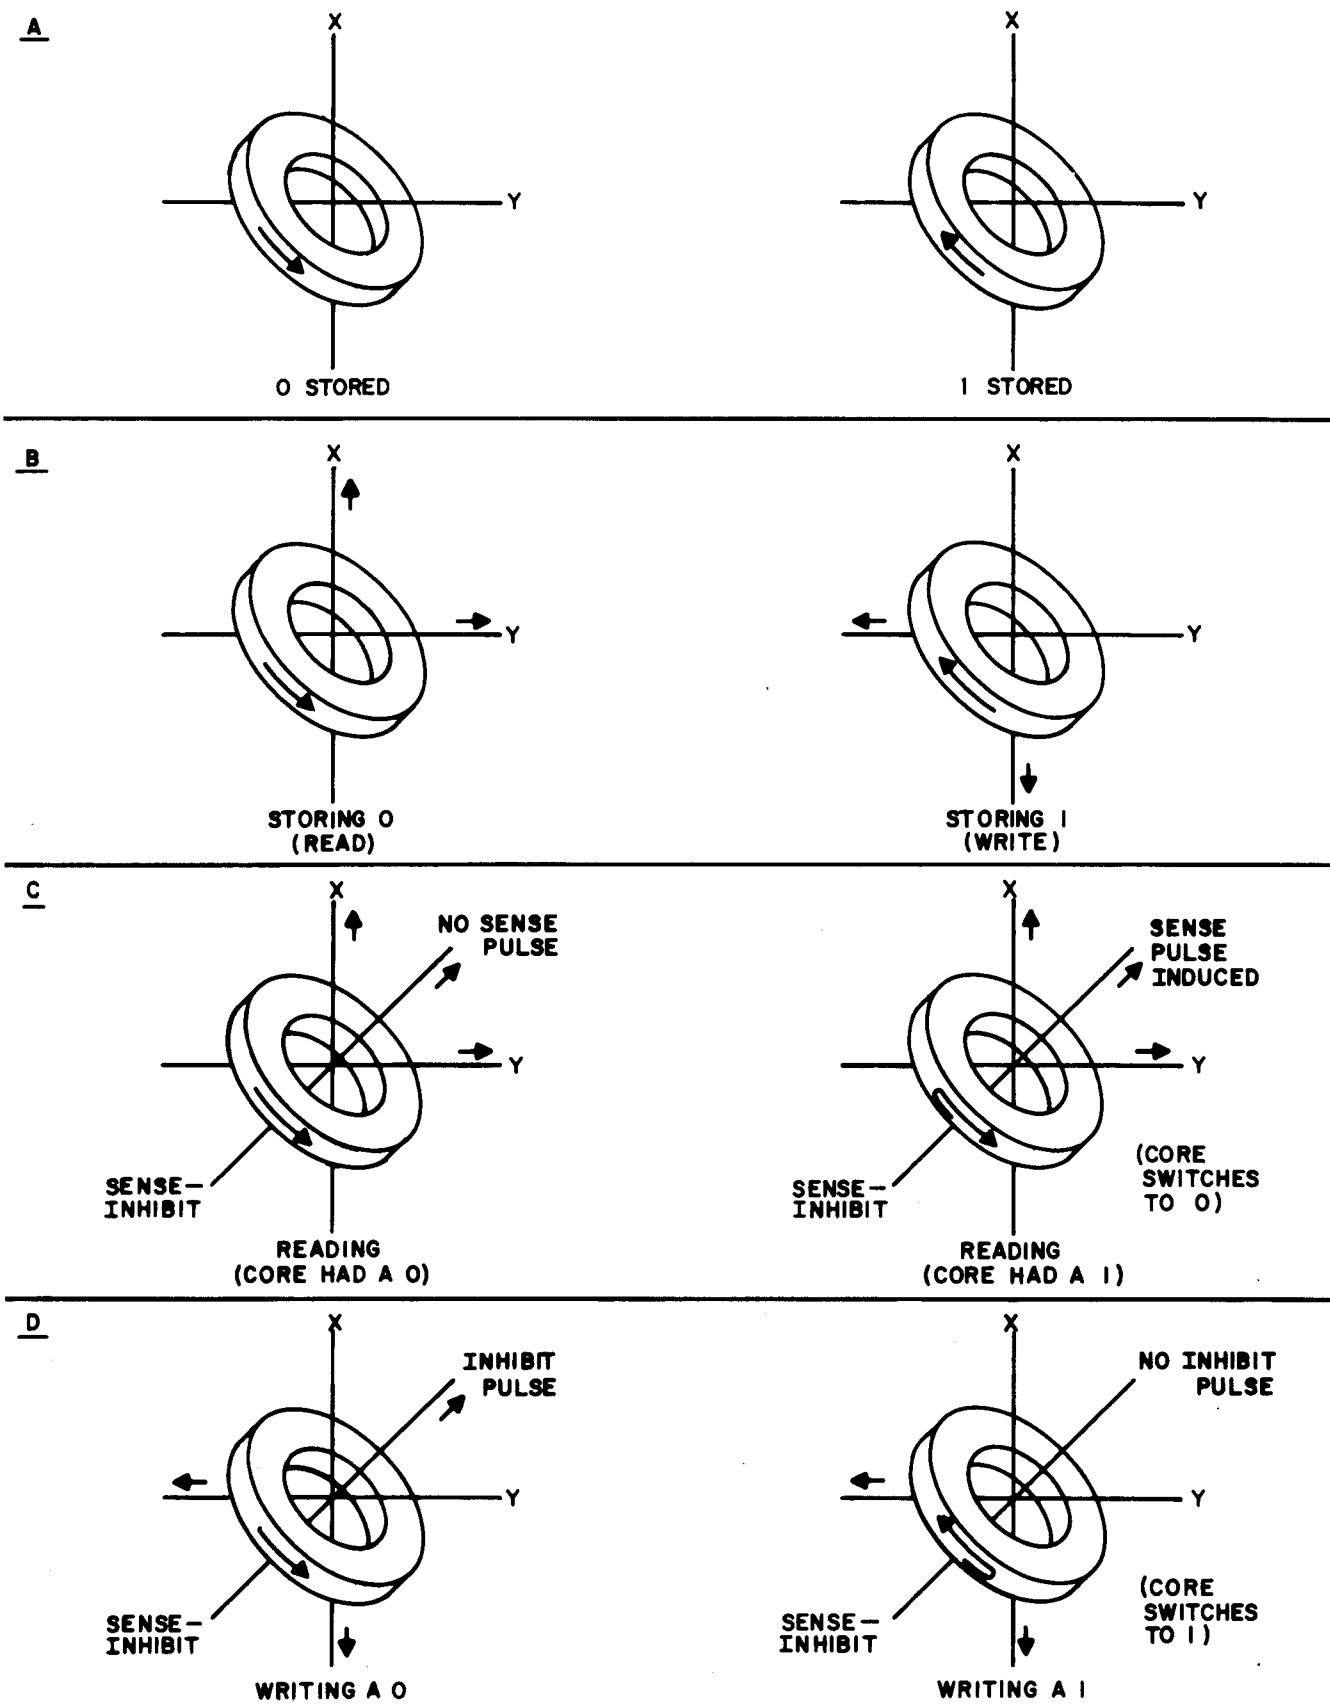 A
X
X
Y
Y
0 STORED
1 STORED
B
X
X
Y
Y
STORING 0
(READ)
STORING 1
(WRITE)
C
X
X
NO SENSE
PULSE
SENSE
PULSE
INDUCED
Y
Y
SENSE-
INHIBIT
SENSE-
INHIBIT
(CORE
SWITCHES
TO 0)
READING
(CORE HAD A 0)
READING
(CORE HAD A 1)
D
X
X
INHIBIT
PULSE
NO INHIBIT
PULSE
Y
Y
SENSE-
INHIBIT
SENSE-
INHIBIT
(CORE
SWITCHES
TO 1)
WRITING A 0
WRITING A 1